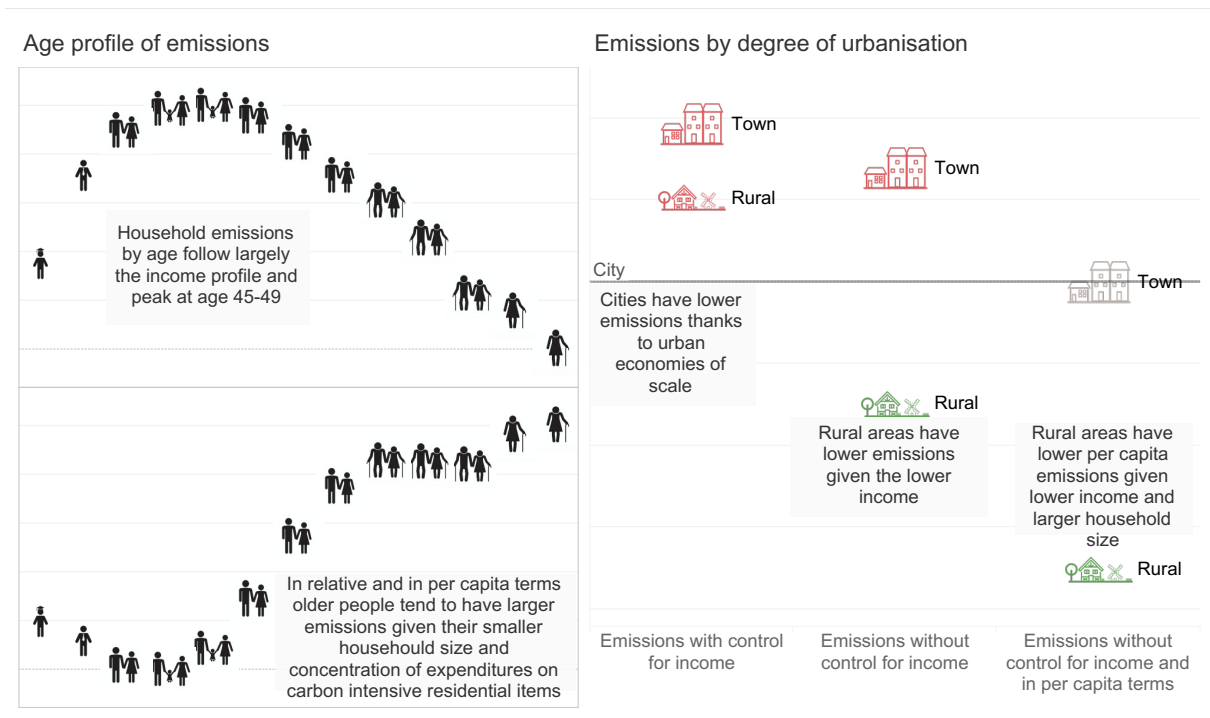 Age profile of emissions
Household emissions
by age follow largely
the income profile and
peak at age 45-49
In relative and in per capita terms
older people tend to have larger
emissions given their smaller
househould size and
concentration of expenditures on
carbon intensive residential items
Emissions by degree of urbanisation
Town
Rural
Town
City
Town
Cities have lower
emissions thanks
to urban
economies of
scale
Rural
Rural areas have
lower emissions
given the lower
income
Rural areas have
lower per capita
emissions given
lower income and
larger household
size
Rural
Emissions with control
for income
Emissions without
control for income
Emissions without
control for income and
in per capita terms